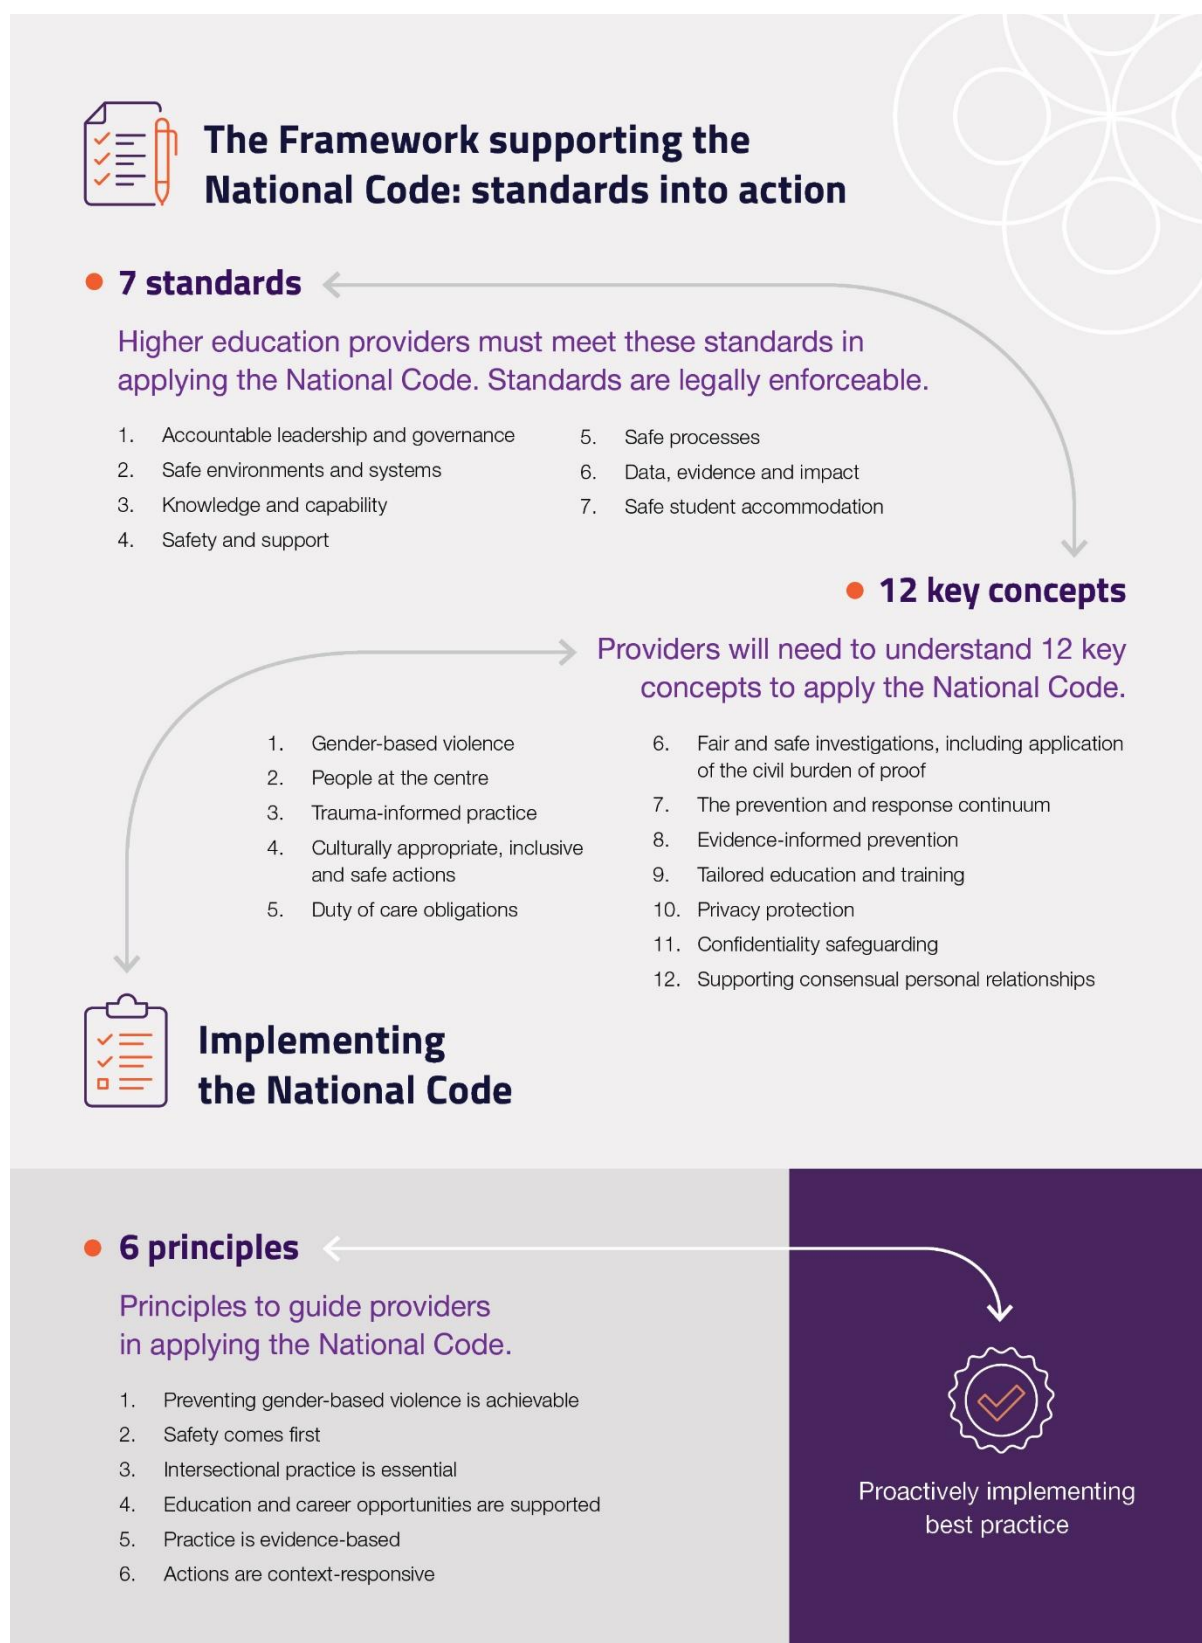 The Framework supporting the
National Code: standards into action
7 standards
Higher education providers must meet these standards in
applying the National Code. Standards are legally enforceable.
1. Accountable leadership and governance
2. Safe environments and systems
3. Knowledge and capability
4. Safety and support
5. Safe processes
6. Data, evidence and impact
7. Safe student accommodation
12 key concepts
Providers will need to understand 12 key
concepts to apply the National Code.
1. Gender-based violence
2. People at the centre
3. Trauma-informed practice
4. Culturally appropriate, inclusive
and safe actions
5. Duty of care obligations
6. Fair and safe investigations, including application
of the civil burden of proof
7. The prevention and response continuum
8. Evidence-informed prevention
9. Tailored education and training
10. Privacy protection
11. Confidentiality safeguarding
12. Supporting consensual personal relationships
Implementing
the National Code
6 principles
Principles to guide providers
in applying the National Code.
1. Preventing gender-based violence is achievable
2. Safety comes first
3. Intersectional practice is essential
4. Education and career opportunities are supported
5. Practice is evidence-based
6. Actions are context-responsive
Proactively implementing
best practice